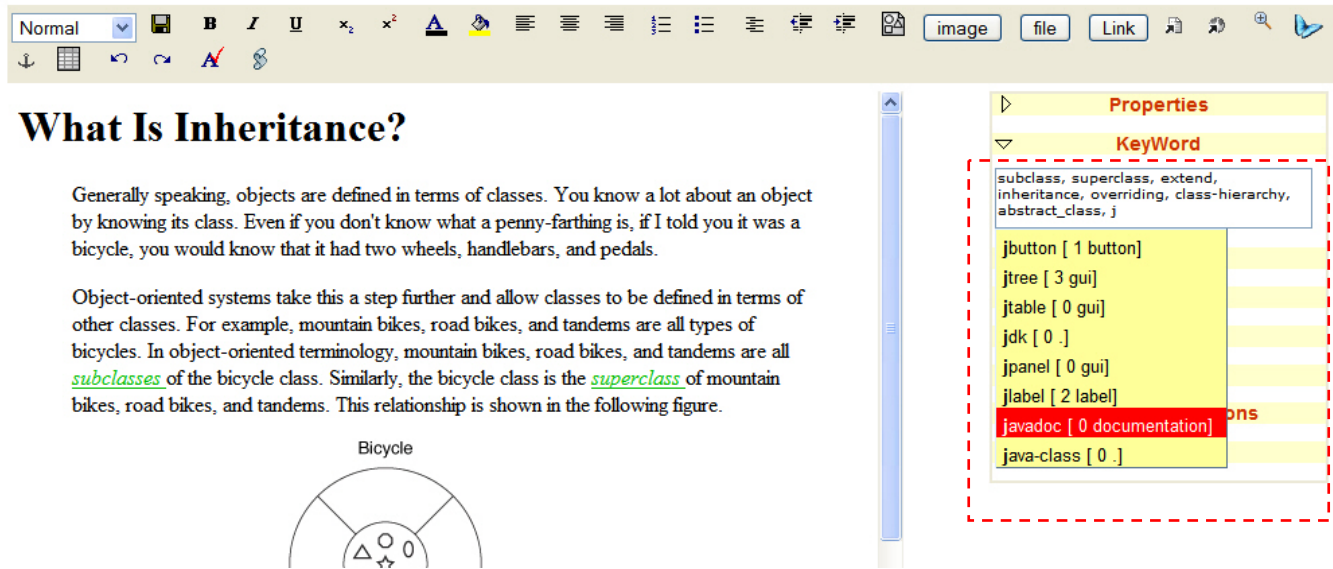 Normal B I U x₂ x² A image file Link
A
What Is Inheritance?
Generally speaking, objects are defined in terms of classes. You know a lot about an object
by knowing its class. Even if you don't know what a penny-farthing is, if I told you it was a
bicycle, you would know that it had two wheels, handlebars, and pedals.
Object-oriented systems take this a step further and allow classes to be defined in terms of
other classes. For example, mountain bikes, road bikes, and tandems are all types of
bicycles. In object-oriented terminology, mountain bikes, road bikes, and tandems are all
subclasses of the bicycle class. Similarly, the bicycle class is the superclass of mountain
bikes, road bikes, and tandems. This relationship is shown in the following figure.
Bicycle
Properties
KeyWord
subclass, superclass, extend,
inheritance, overriding, class-hierarchy,
abstract_class, j
jbutton [ 1 button]
jtree [ 3 gui]
jtable [ 0 gui]
jdk [ 0 .]
jpanel [ 0 gui]
jlabel [ 2 label]
javadoc [ 0 documentation]
ons
java-class [ 0 .]